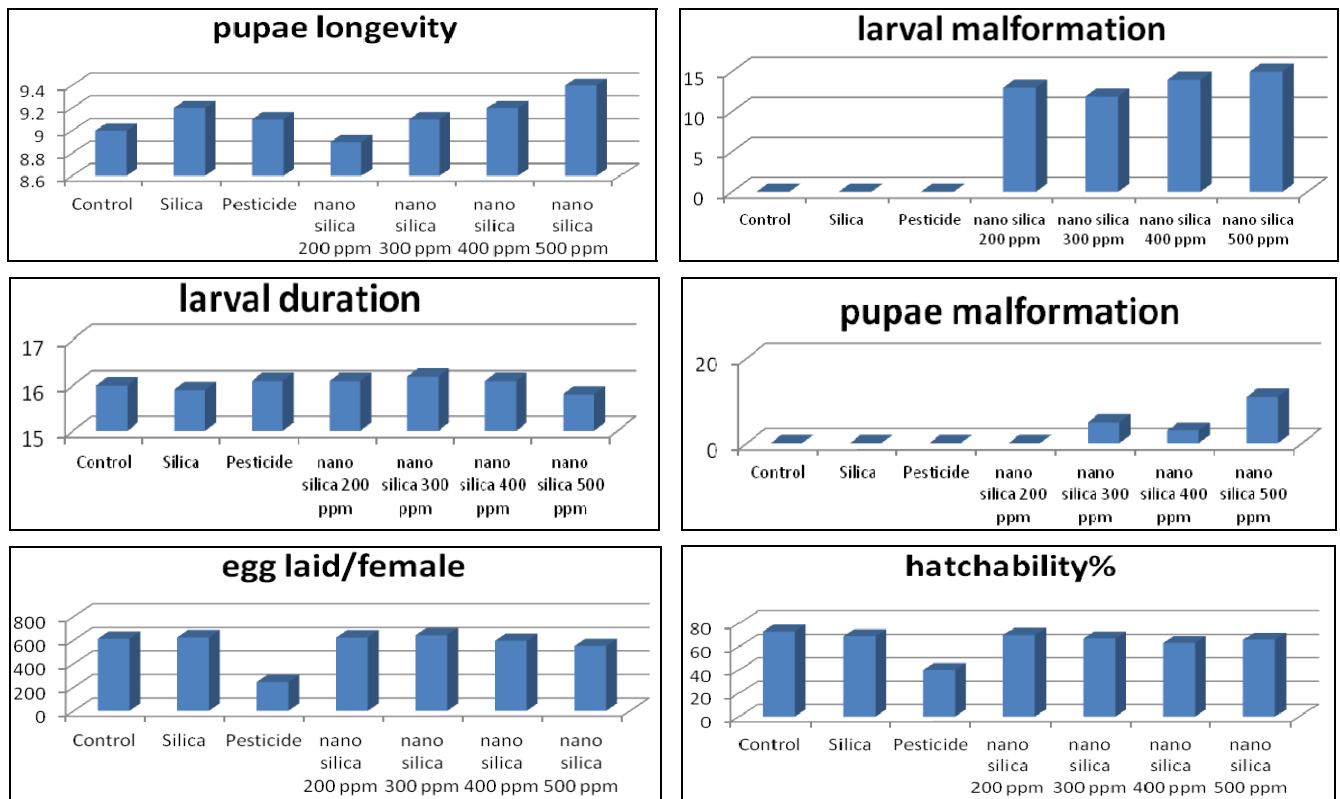 pupae longevity
9.4
9.2
9
8.8
8.6
Control Silica Pesticide nano nano nano nano
silica silica silica silica
200 ppm 300 ppm 400 ppm 500 ppm
larval malformation
15
10
5
0
Control Silica Pesticide nano silica nano silica nano silica nano silica
200 ppm 300 ppm 400 ppm 500 ppm
larval duration
17
16
15
Control Silica Pesticide nano nano nano nano
silica 200 silica 300 silica 400 silica 500
ppm ppm ppm ppm
pupae malformation
20
0
Control Silica Pesticide nano nano nano nano
silica 200 silica 300 silica 400 silica 500
ppm ppm ppm ppm
egg laid/female
800
600
400
200
0
Control Silica Pesticide nano nano nano nano
silica silica silica silica
200 ppm 300 ppm 400 ppm 500 ppm
hatchability%
80
60
40
20
0
Control Silica Pesticide nano nano nano nano
silica silica silica silica
200 ppm 300 ppm 400 ppm 500 ppm